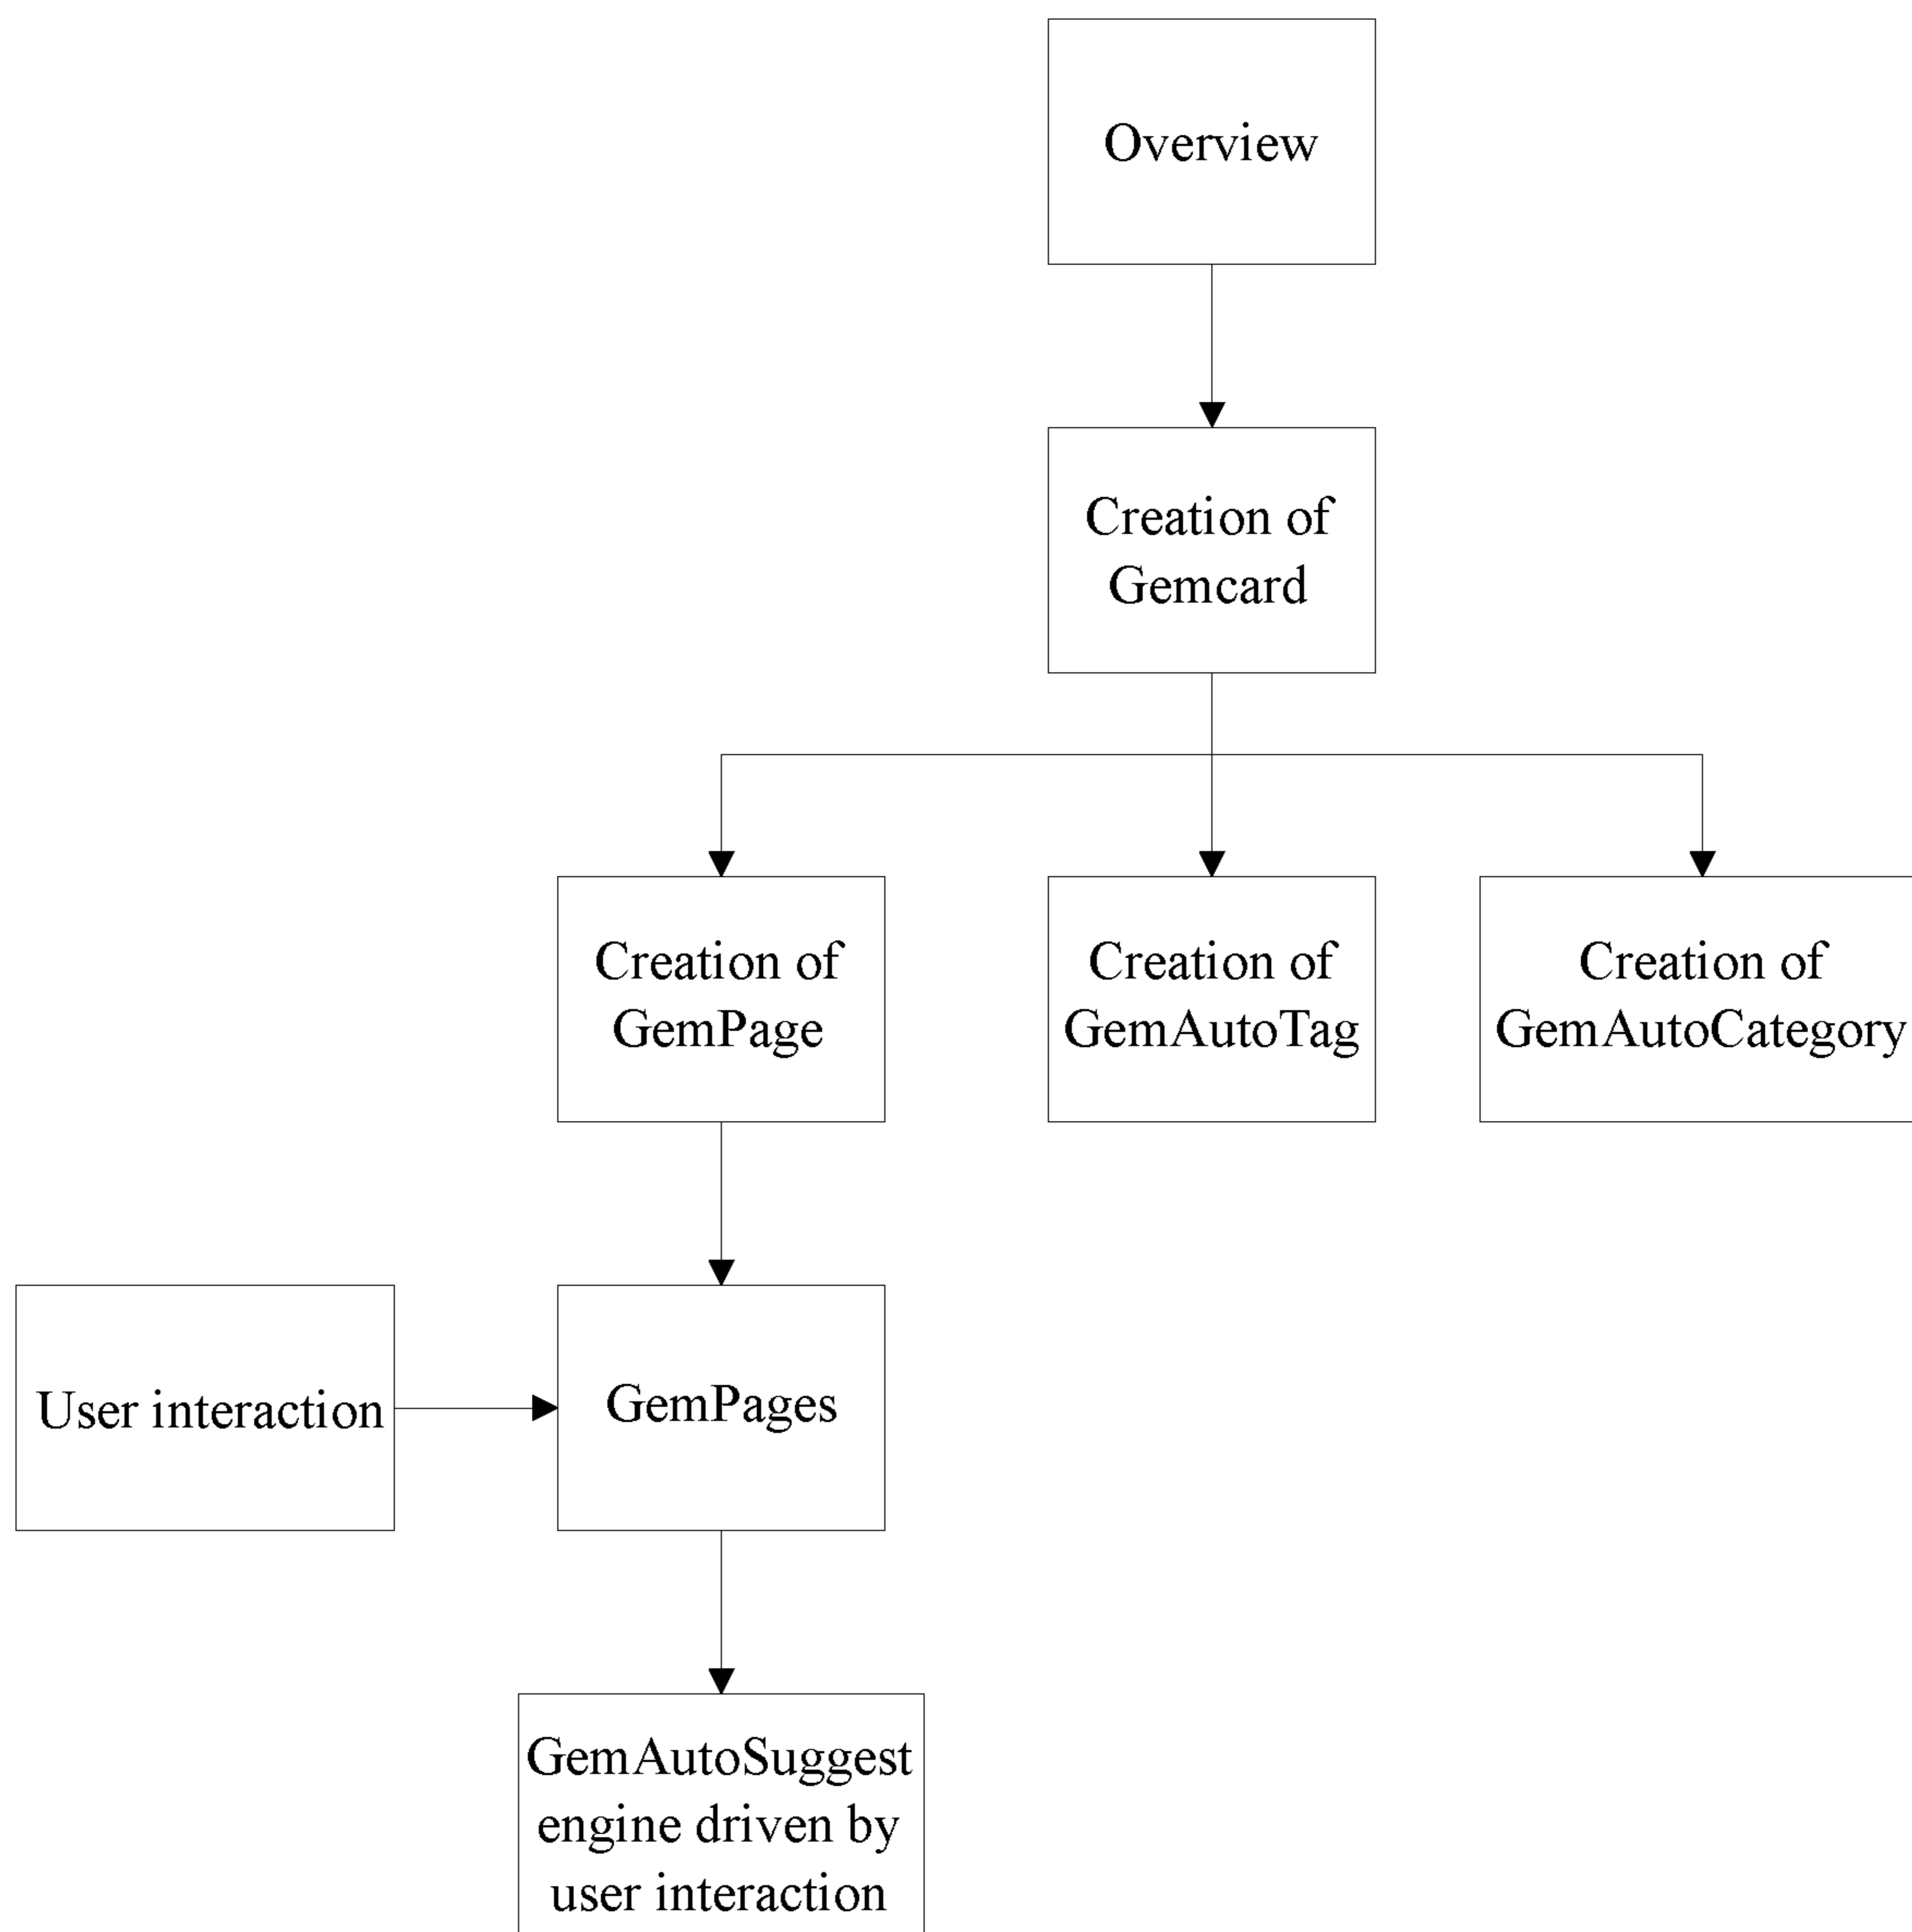 Overview
Creation of
Gemcard
Creation of
GemPage
Creation of
GemAutoTag
Creation of
GemAutoCategory
User interaction
GemPages
GemAutoSuggest
engine driven by
user interaction